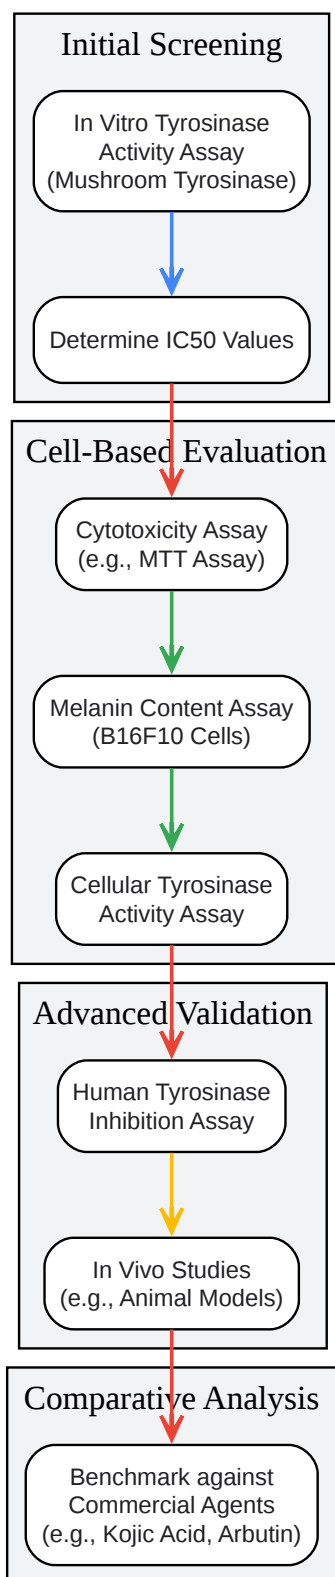 Initial Screening
In Vitro Tyrosinase
Activity Assay
(Mushroom Tyrosinase)
Determine IC50 Values
Cell-Based Evaluation
Cytotoxicity Assay
(e.g., MTT Assay)
Melanin Content Assay
(B16F10 Cells)
Cellular Tyrosinase
Activity Assay
Advanced Validation
Human Tyrosinase
Inhibition Assay
In Vivo Studies
(e.g., Animal Models)
Comparative Analysis
Benchmark against
Commercial Agents
(e.g., Kojic Acid, Arbutin)